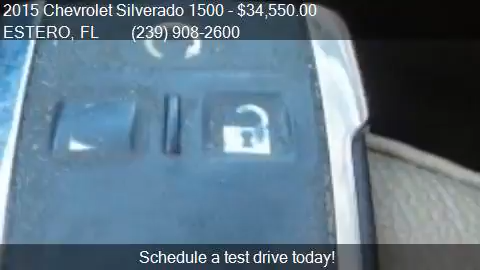 2015 Chevrolet Silverado 1500 - $34,550.00
ESTERO, FL (239) 908-2600
Schedule a test drive today!